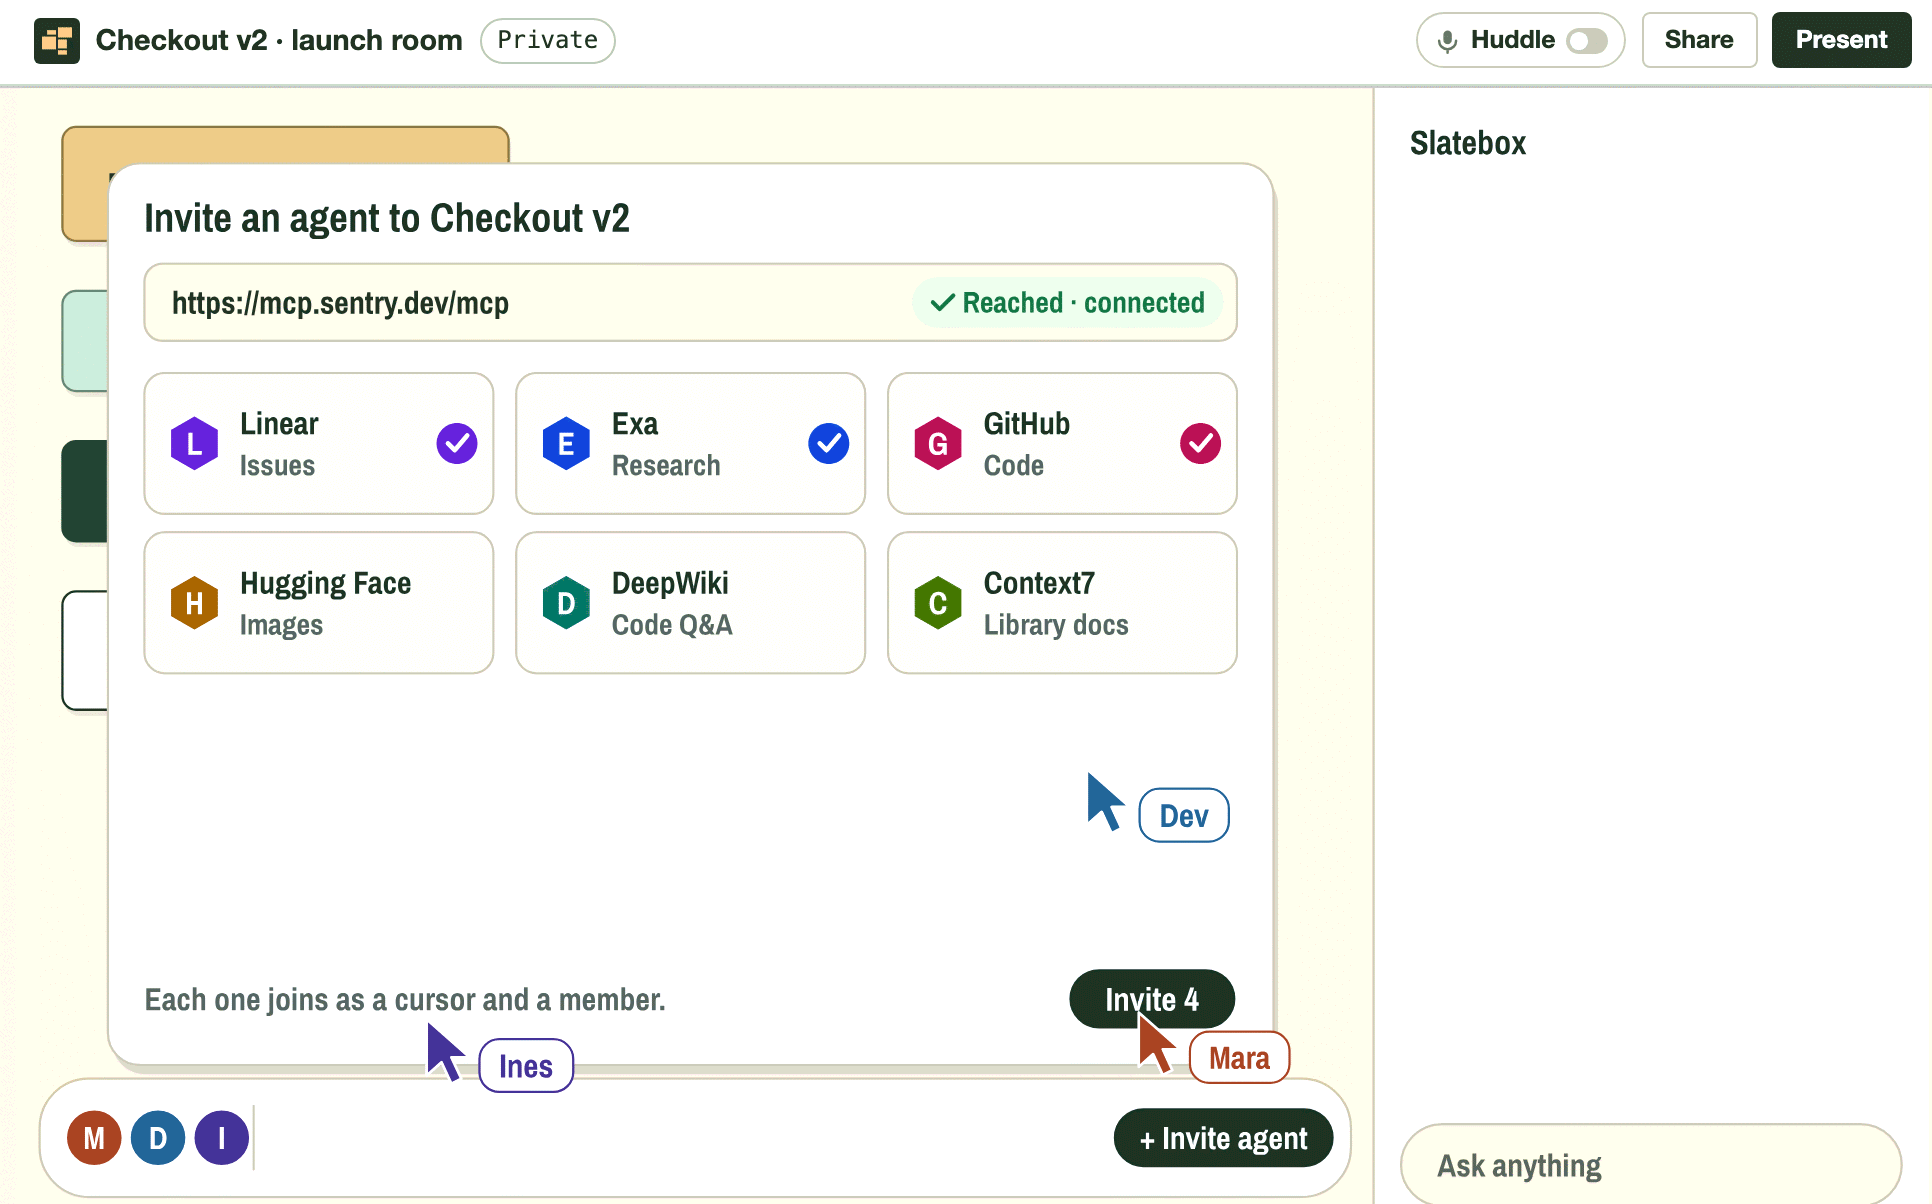 Checkout v2 · launch room
Private
Huddle
Share
Present
Slatebox
Invite an agent to Checkout v2
https://mcp.sentry.dev/mcp
Reached · connected
L
Linear
Issues
E
Exa
Research
G
GitHub
Code
H
Hugging Face
Images
D
DeepWiki
Code Q&A
C
Context7
Library docs
Dev
Each one joins as a cursor and a member.
Invite 4
Ines
Mara
M
D
I
+ Invite agent
Ask anything